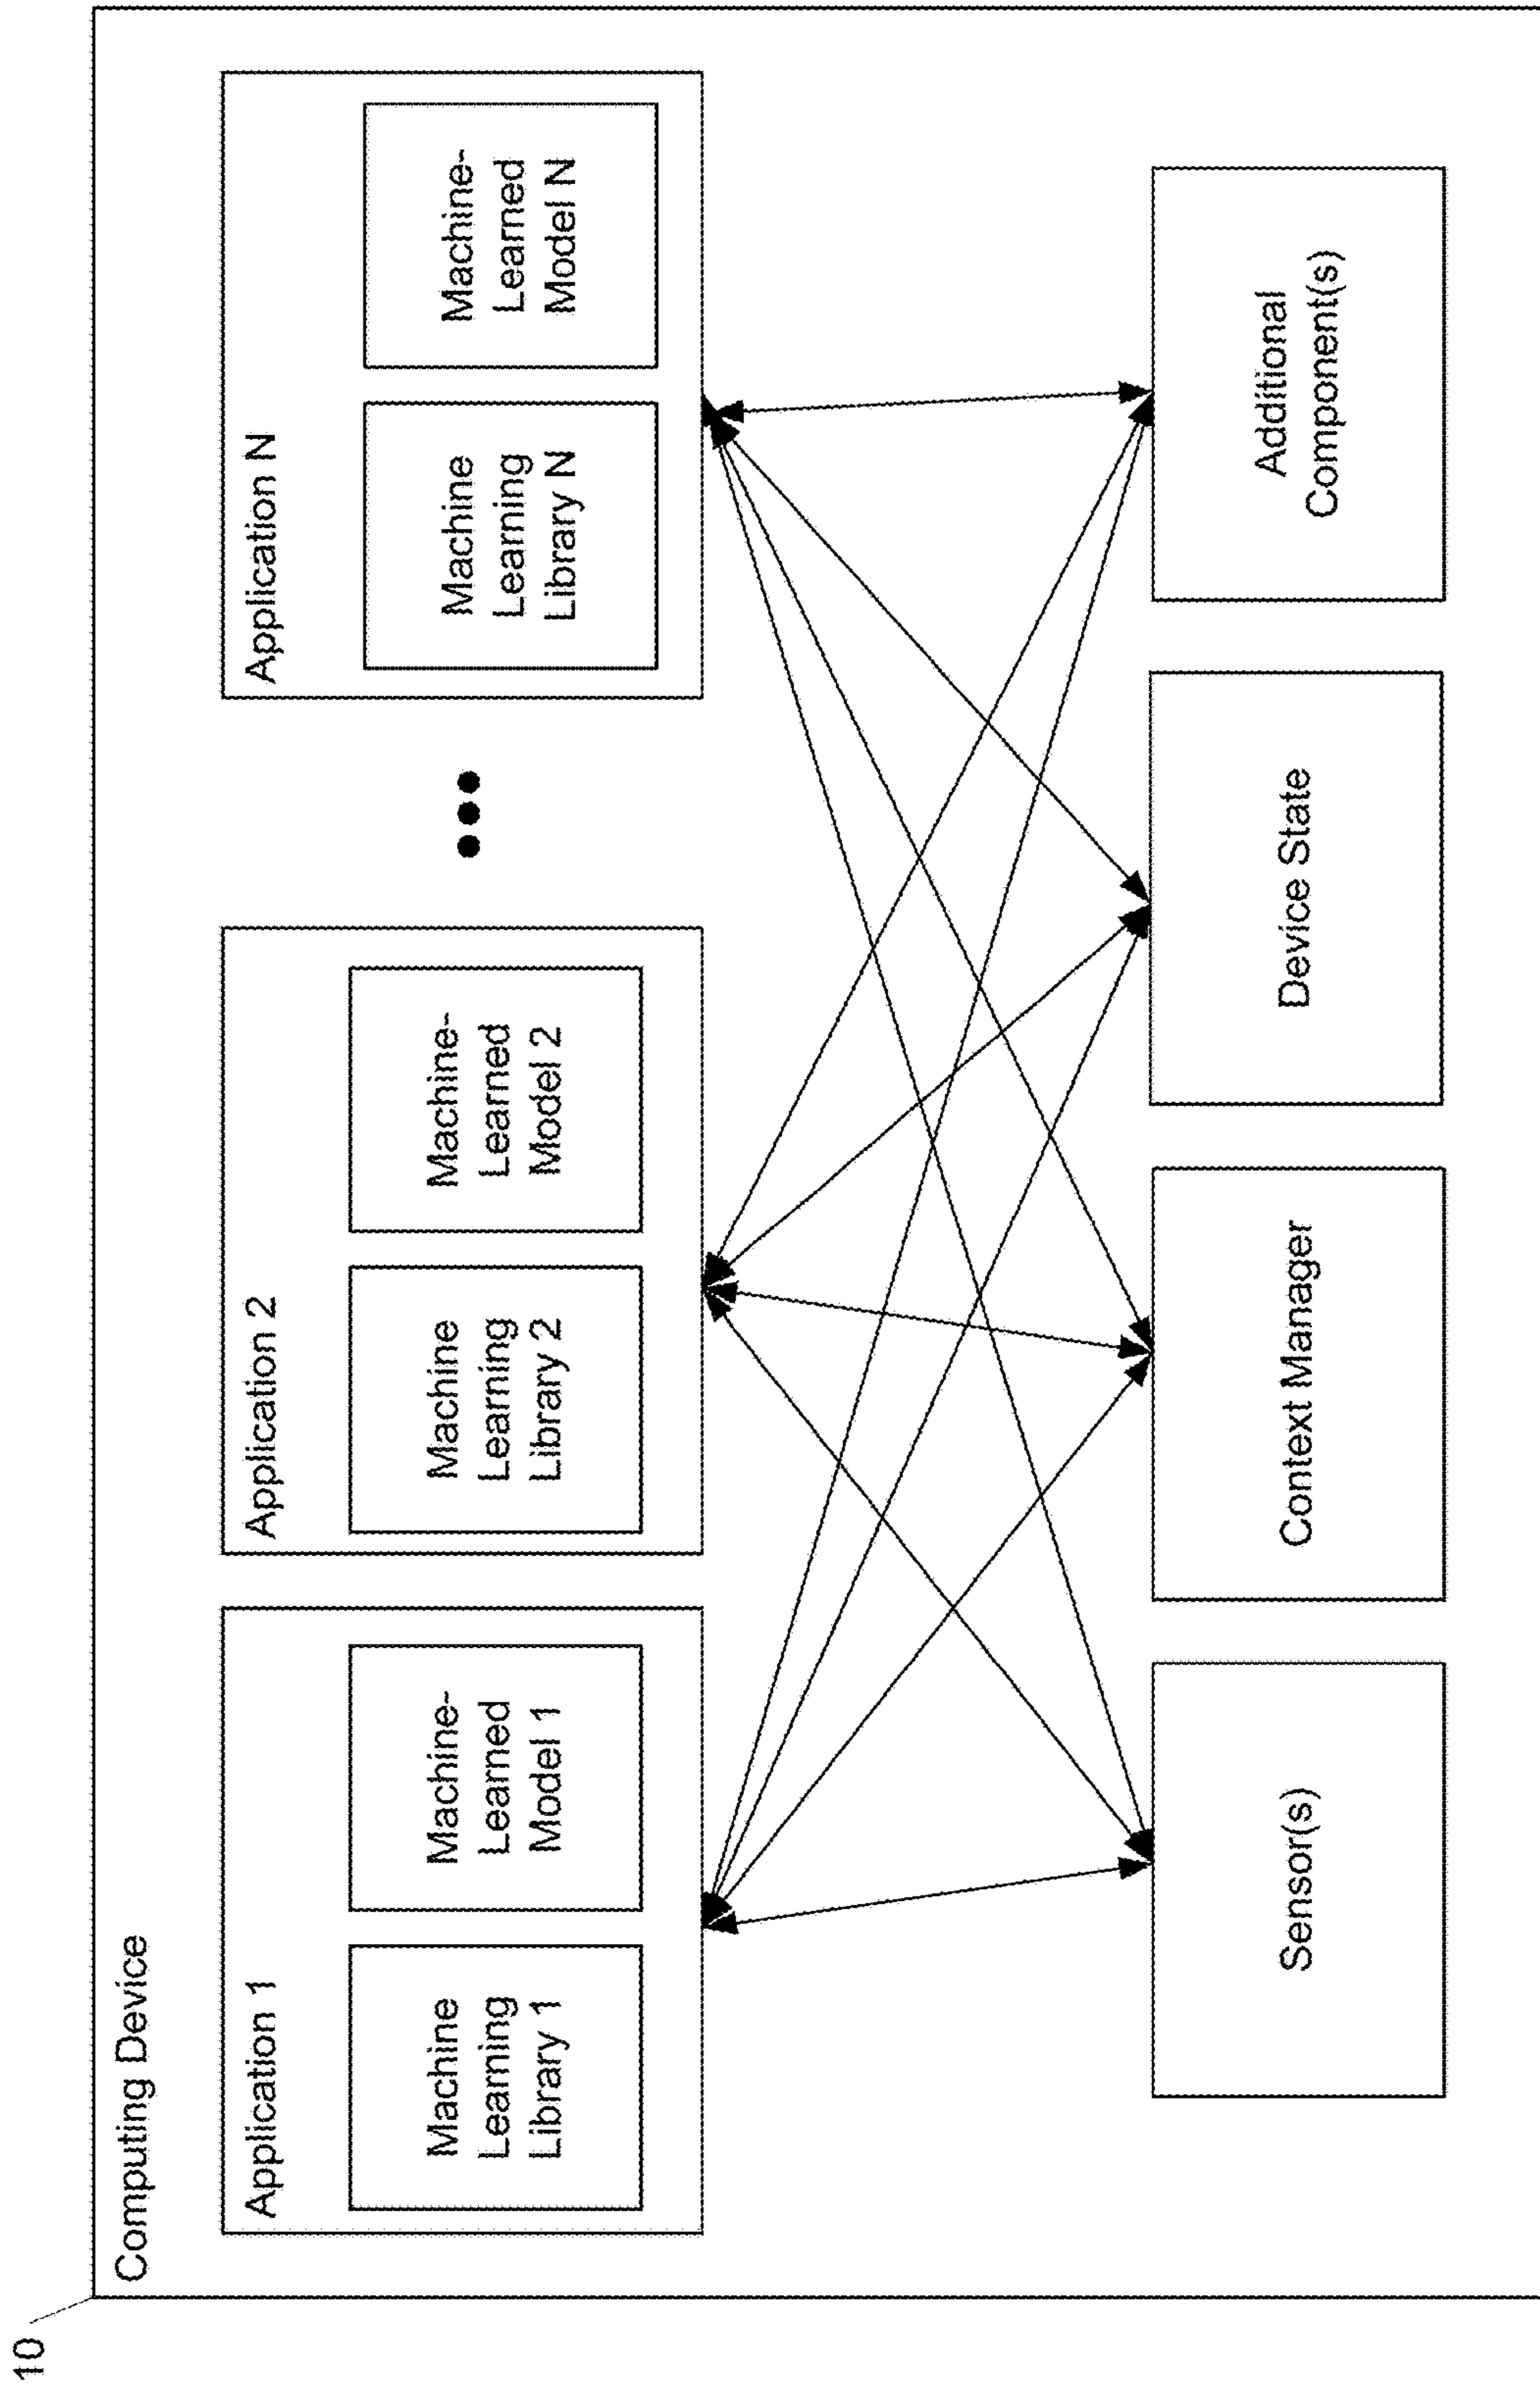 10
Computing Device
Application 1
Machine
Learning
Library 1
Machine-
Learned
Model 1
Application 2
Machine
Learning
Library 2
Machine-
Learned
Model 2
Application N
Machine
Learning
Library N
Machine-
Learned
Model N
Sensor(s)
Context Manager
Device State
Additional
Component(s)